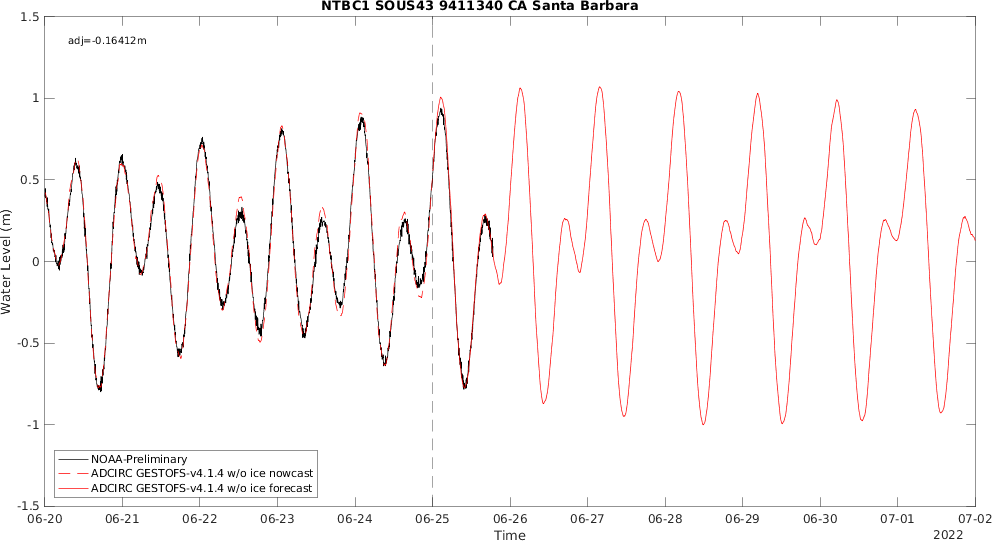 NTBC1 SOUS43 9411340 CA Santa Barbara
adj=-0.16412m
1.5
1
0.5
0
-0.5
-1
-1.5
Water Level (m)
NOAA-Preliminary
ADCIRC GESTOFS-v4.1.4 w/o ice nowcast
ADCIRC GESTOFS-v4.1.4 w/o ice forecast
06-20 06-21 06-22 06-23 06-24 06-25 06-26 06-27 06-28 06-29 06-30 07-01 07-02
Time
2022